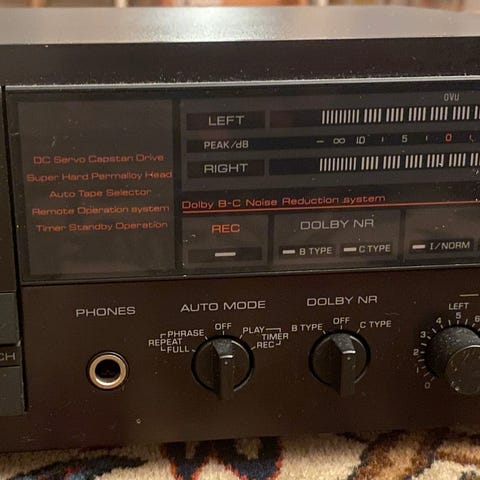 0VU
LEFT
PEAK/dB
- ∞ 10 5 0
RIGHT
DC Servo Capstan Drive
Super Hard Permalloy Head
Auto Tape Selector
Remote Operation system
Timer Standby Operation
Dolby B-C Noise Reduction system
REC
DOLBY NR
B TYPE
C TYPE
I/NORM
PHONES
AUTO MODE
OFF
PHRASE
REPEAT
FULL
PLAY
TIMER
REC
DOLBY NR
OFF
B TYPE
C TYPE
LEFT
0 1 2 3 4 5 6
CH